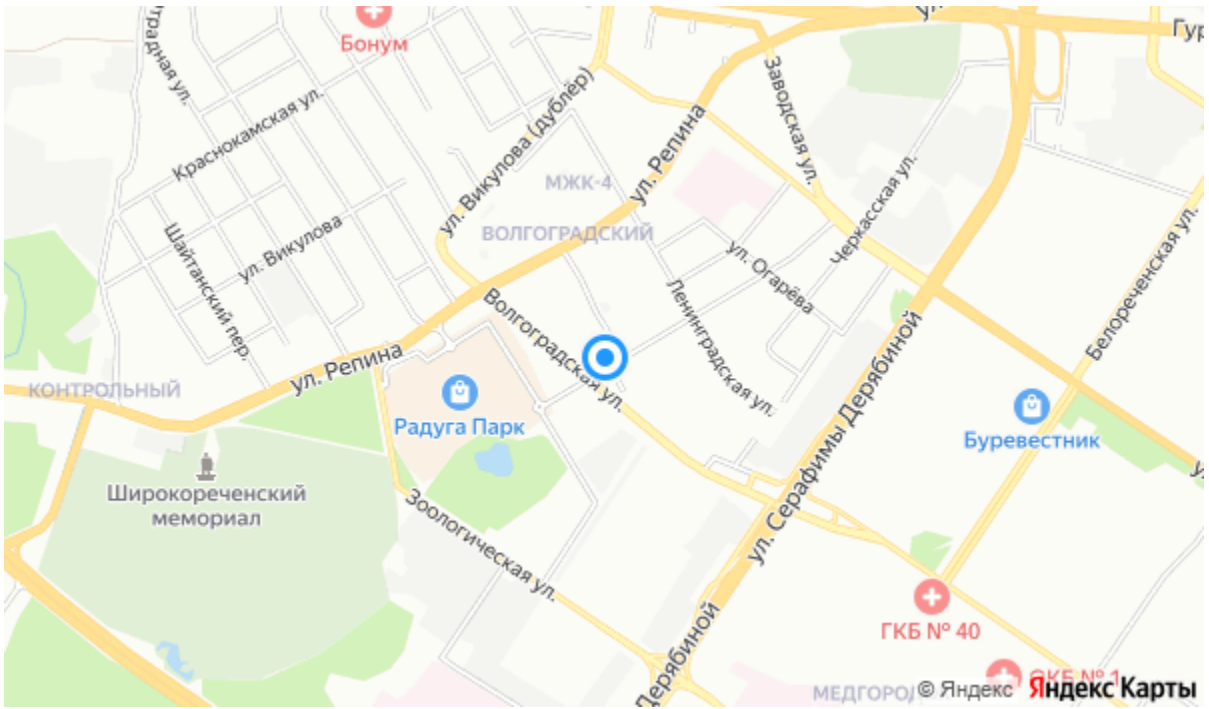 Бонум
Гур
Заводская ул.
Краснокамская ул.
ул. Викулова (дублёр)
ул. Репина
МЖК-4
Черкасская ул.
Шайтанский пер.
ул. Викулова
ВОЛГОГРАДСКИЙ
ул. Огарёва
Белореченская ул.
Волгоградская ул.
Ленинградская ул.
КОНТРОЛЬНЫЙ
ул. Репина
Радуга Парк
Буревестник
ул. Серафимы Дерябиной
Широкореченский
мемориал
Зоологическая ул.
ГКБ № 40
Дерябиной
МЕДГОРОД
© Яндекс Яндекс Карты